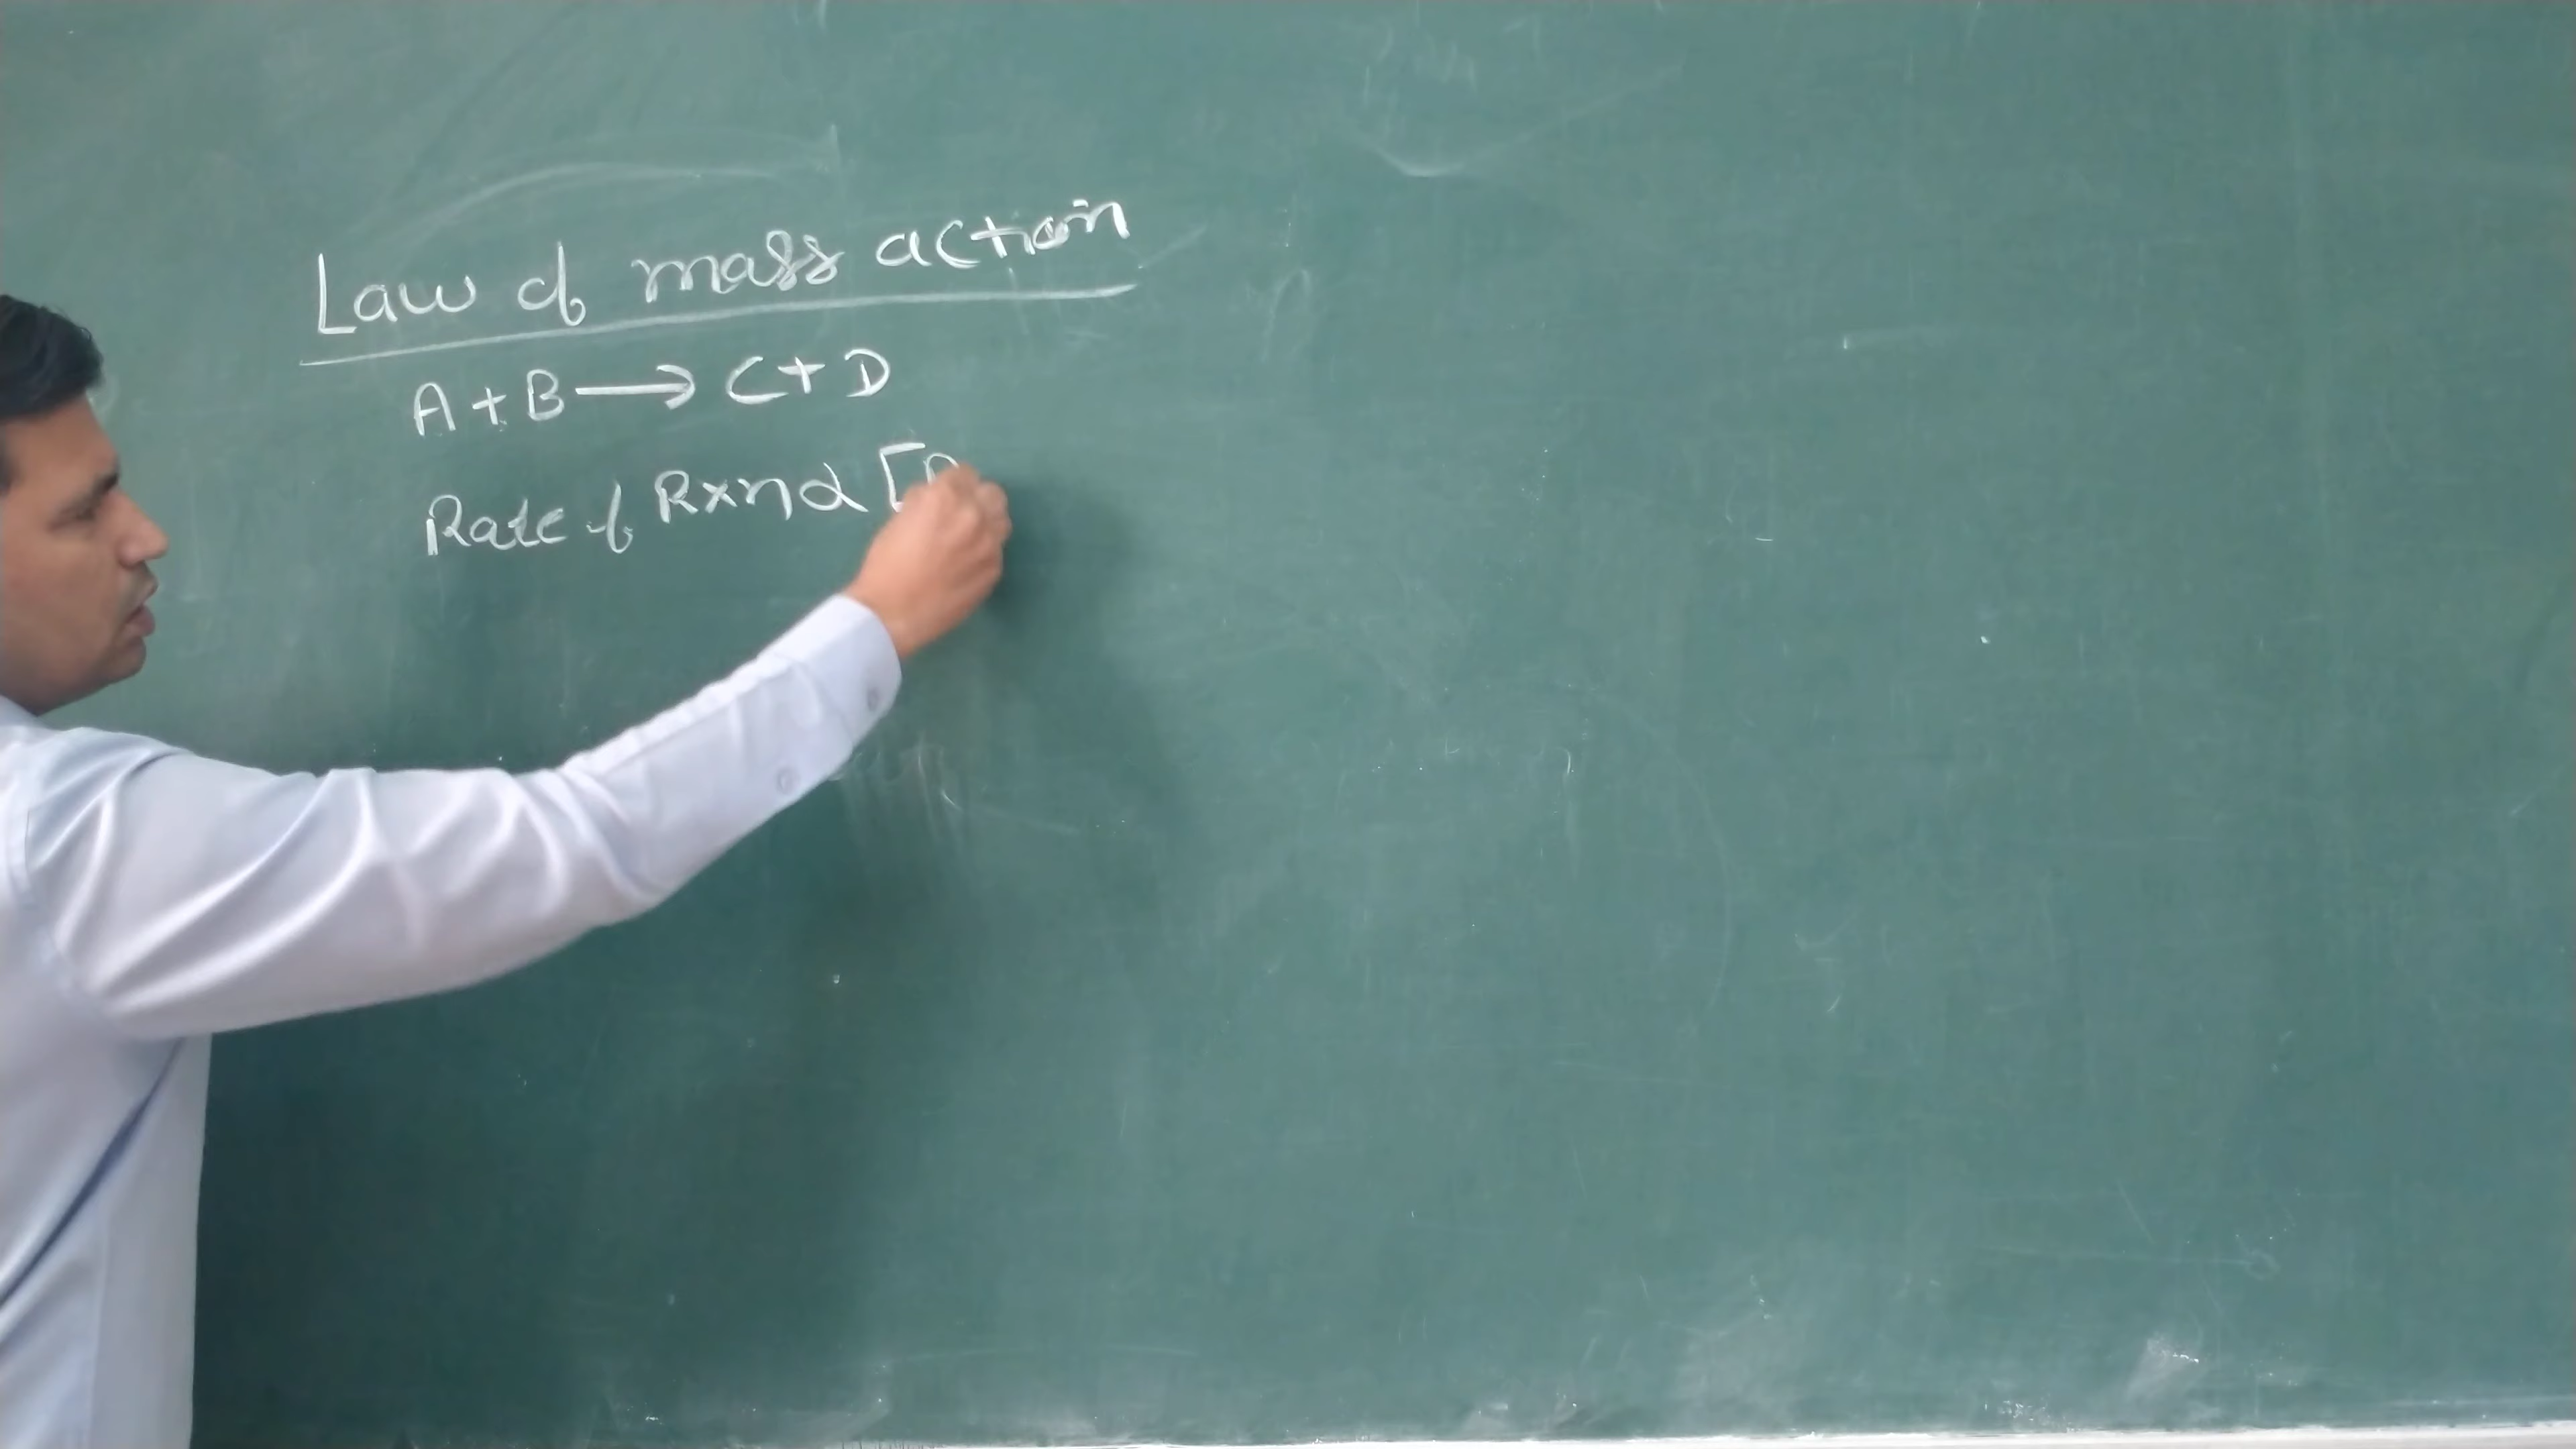 Law of mass action
A + B → C + D
Rate of Rxn α [